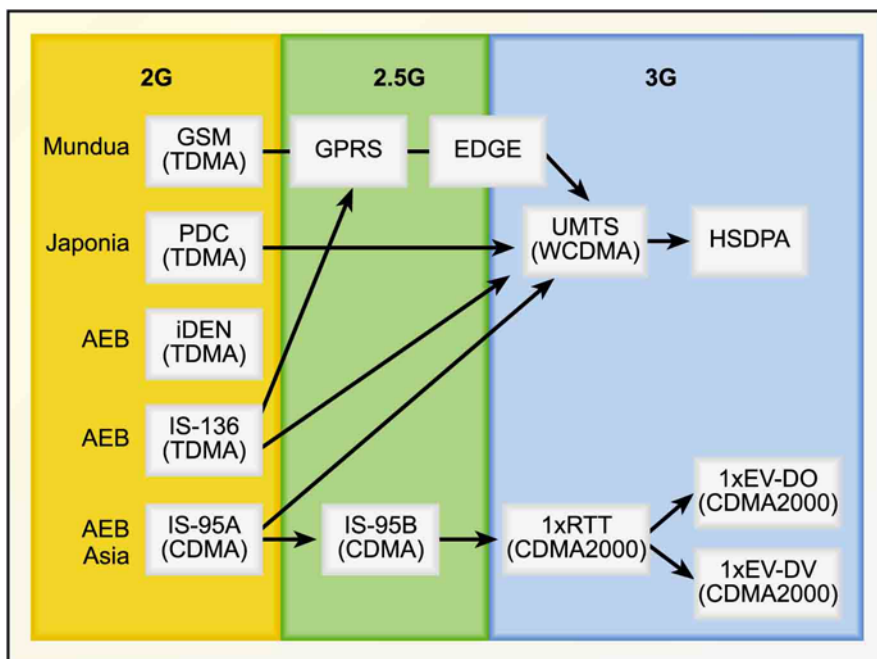 2G
2.5G
3G
Mundua
GSM
(TDMA)
GPRS
EDGE
Japonia
PDC
(TDMA)
UMTS
(WCDMA)
HSDPA
AEB
iDEN
(TDMA)
AEB
IS-136
(TDMA)
AEB
Asia
IS-95A
(CDMA)
IS-95B
(CDMA)
1xRTT
(CDMA2000)
1xEV-DO
(CDMA2000)
1xEV-DV
(CDMA2000)